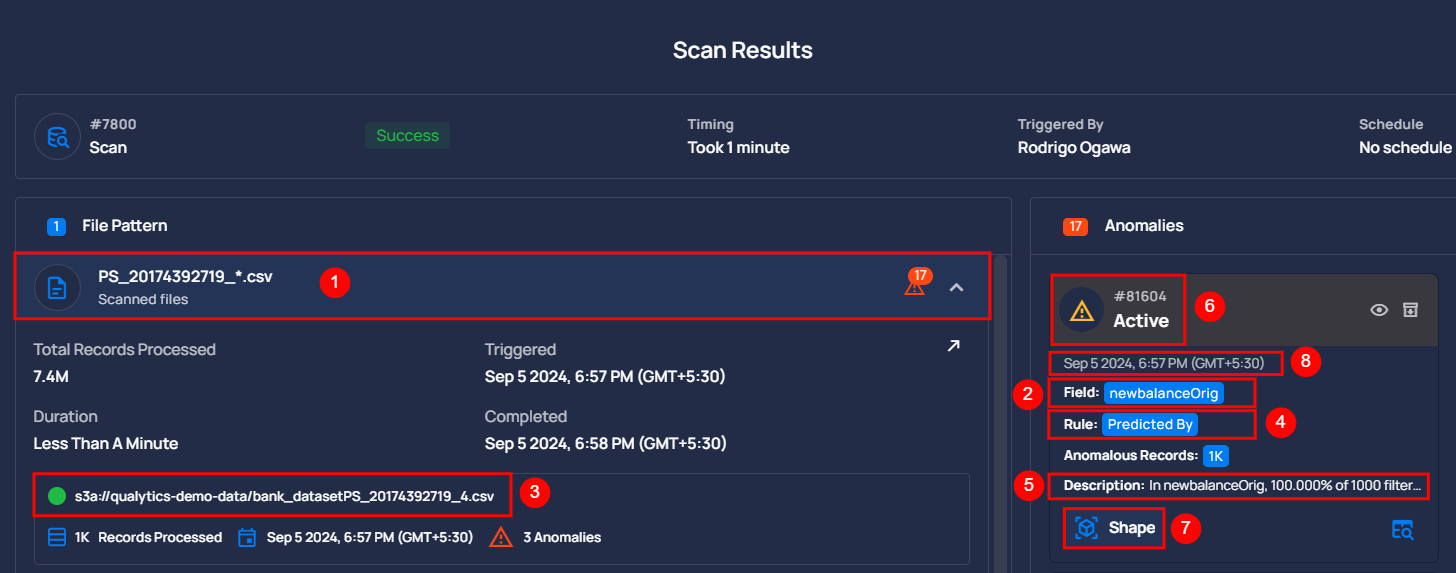 Scan Results
#7800
Scan
Success
Timing
Took 1 minute
Triggered By
Rodrigo Ogawa
Schedule
No schedule
1 File Pattern
PS_20174392719_*.csv
Scanned files
1
17
Total Records Processed
7.4M
Triggered
Sep 5 2024, 6:57 PM (GMT+5:30)
Duration
Less Than A Minute
Completed
Sep 5 2024, 6:58 PM (GMT+5:30)
s3a://qualytics-demo-data/bank_datasetPS_20174392719_4.csv
3
1K Records Processed Sep 5 2024, 6:57 PM (GMT+5:30) 3 Anomalies
17 Anomalies
#81604
Active
6
Sep 5 2024, 6:57 PM (GMT+5:30)
8
2
Field: newbalanceOrig
Rule: Predicted By
4
Anomalous Records: 1K
5
Description: In newbalanceOrig, 100.000% of 1000 filter...
Shape
7